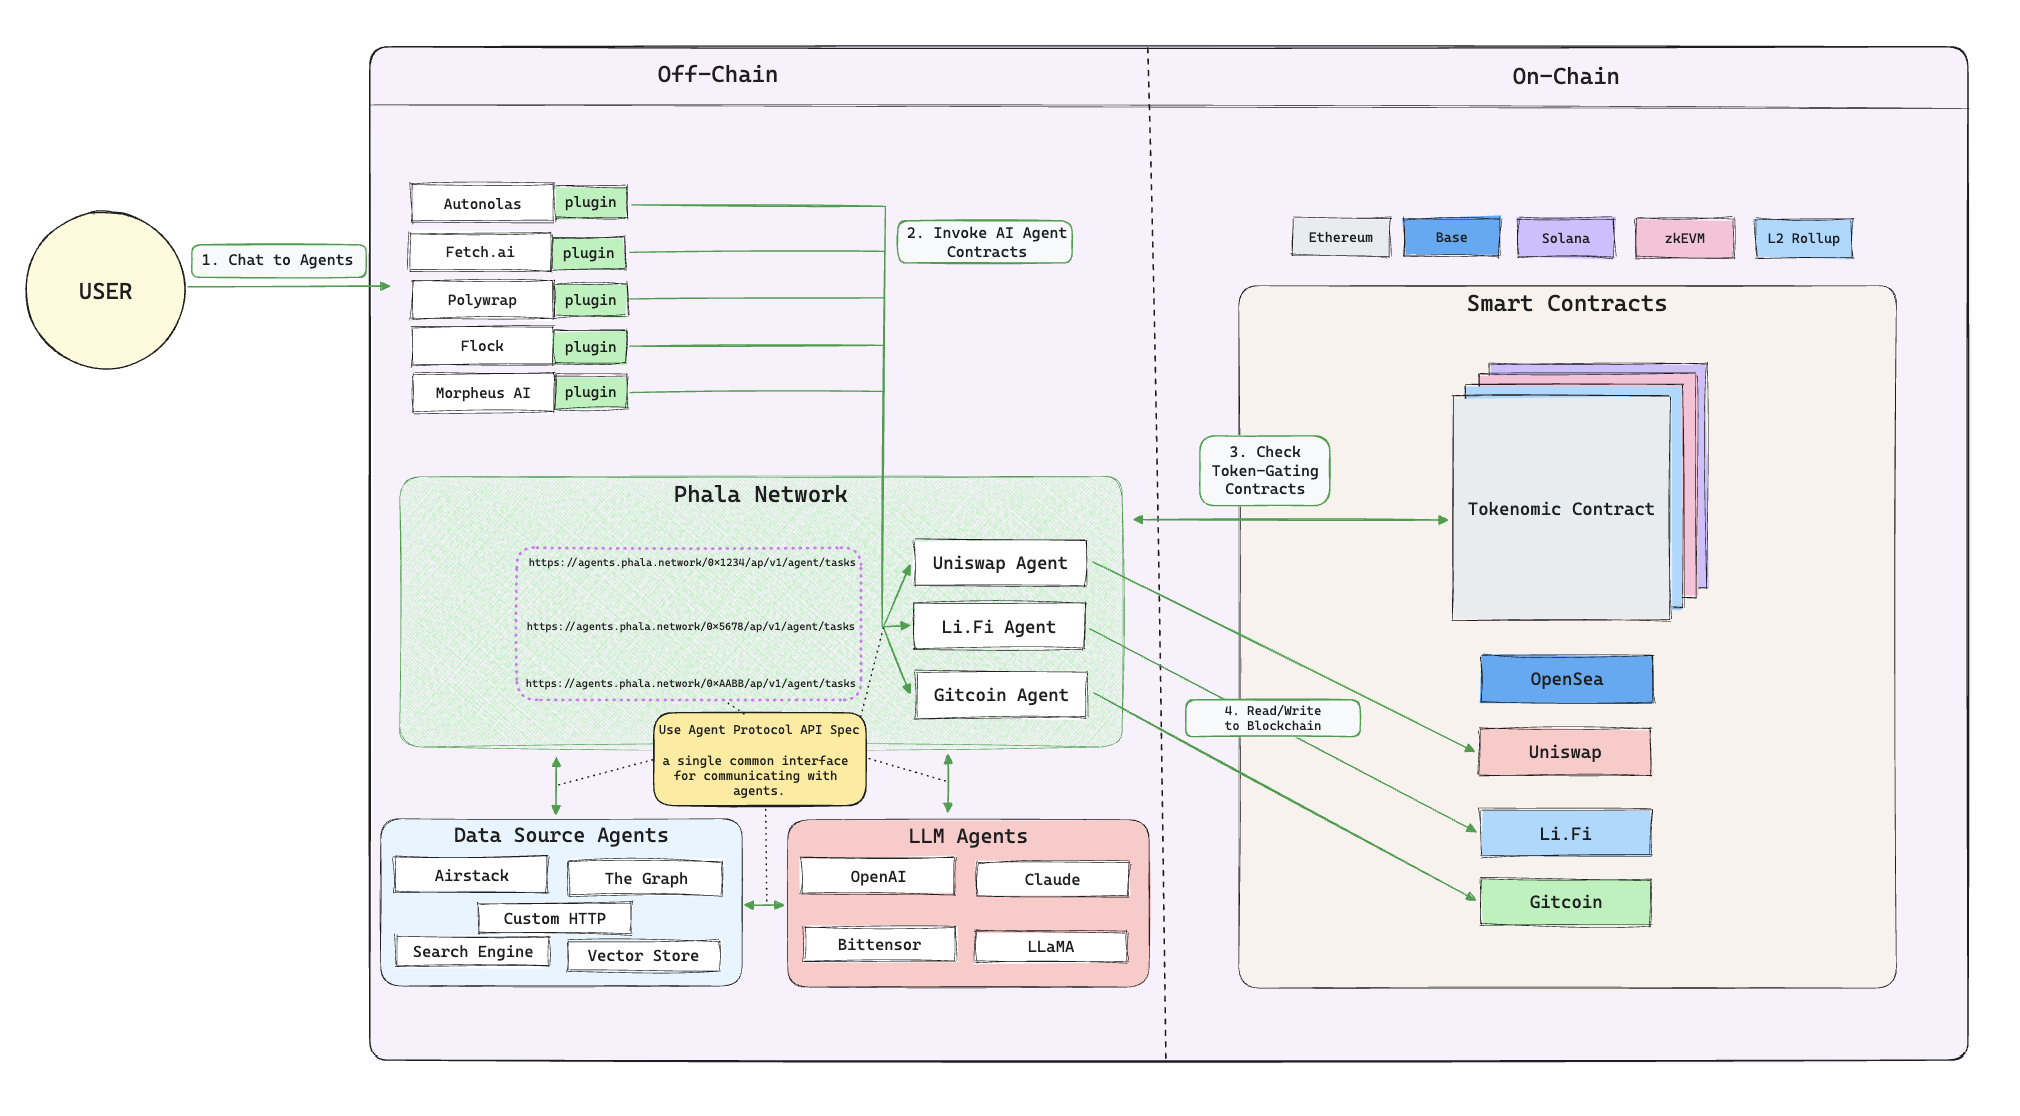 Off-Chain
On-Chain
USER
1. Chat to Agents
Autonolas
plugin
Fetch.ai
plugin
Polywrap
plugin
Flock
plugin
Morpheus AI
plugin
2. Invoke AI Agent
Contracts
Ethereum
Base
Solana
zkEVM
L2 Rollup
Smart Contracts
3. Check
Token-Gating
Contracts
Tokenomic Contract
Phala Network
https://agents.phala.network/0×1234/ap/v1/agent/tasks
https://agents.phala.network/0×5678/ap/v1/agent/tasks
https://agents.phala.network/0×AABB/ap/v1/agent/tasks
Uniswap Agent
Li.Fi Agent
Gitcoin Agent
4. Read/Write
to Blockchain
OpenSea
Uniswap
Li.Fi
Gitcoin
Use Agent Protocol API Spec
a single common interface
for communicating with
agents.
Data Source Agents
Airstack
The Graph
Custom HTTP
Search Engine
Vector Store
LLM Agents
OpenAI
Claude
Bittensor
LLaMA